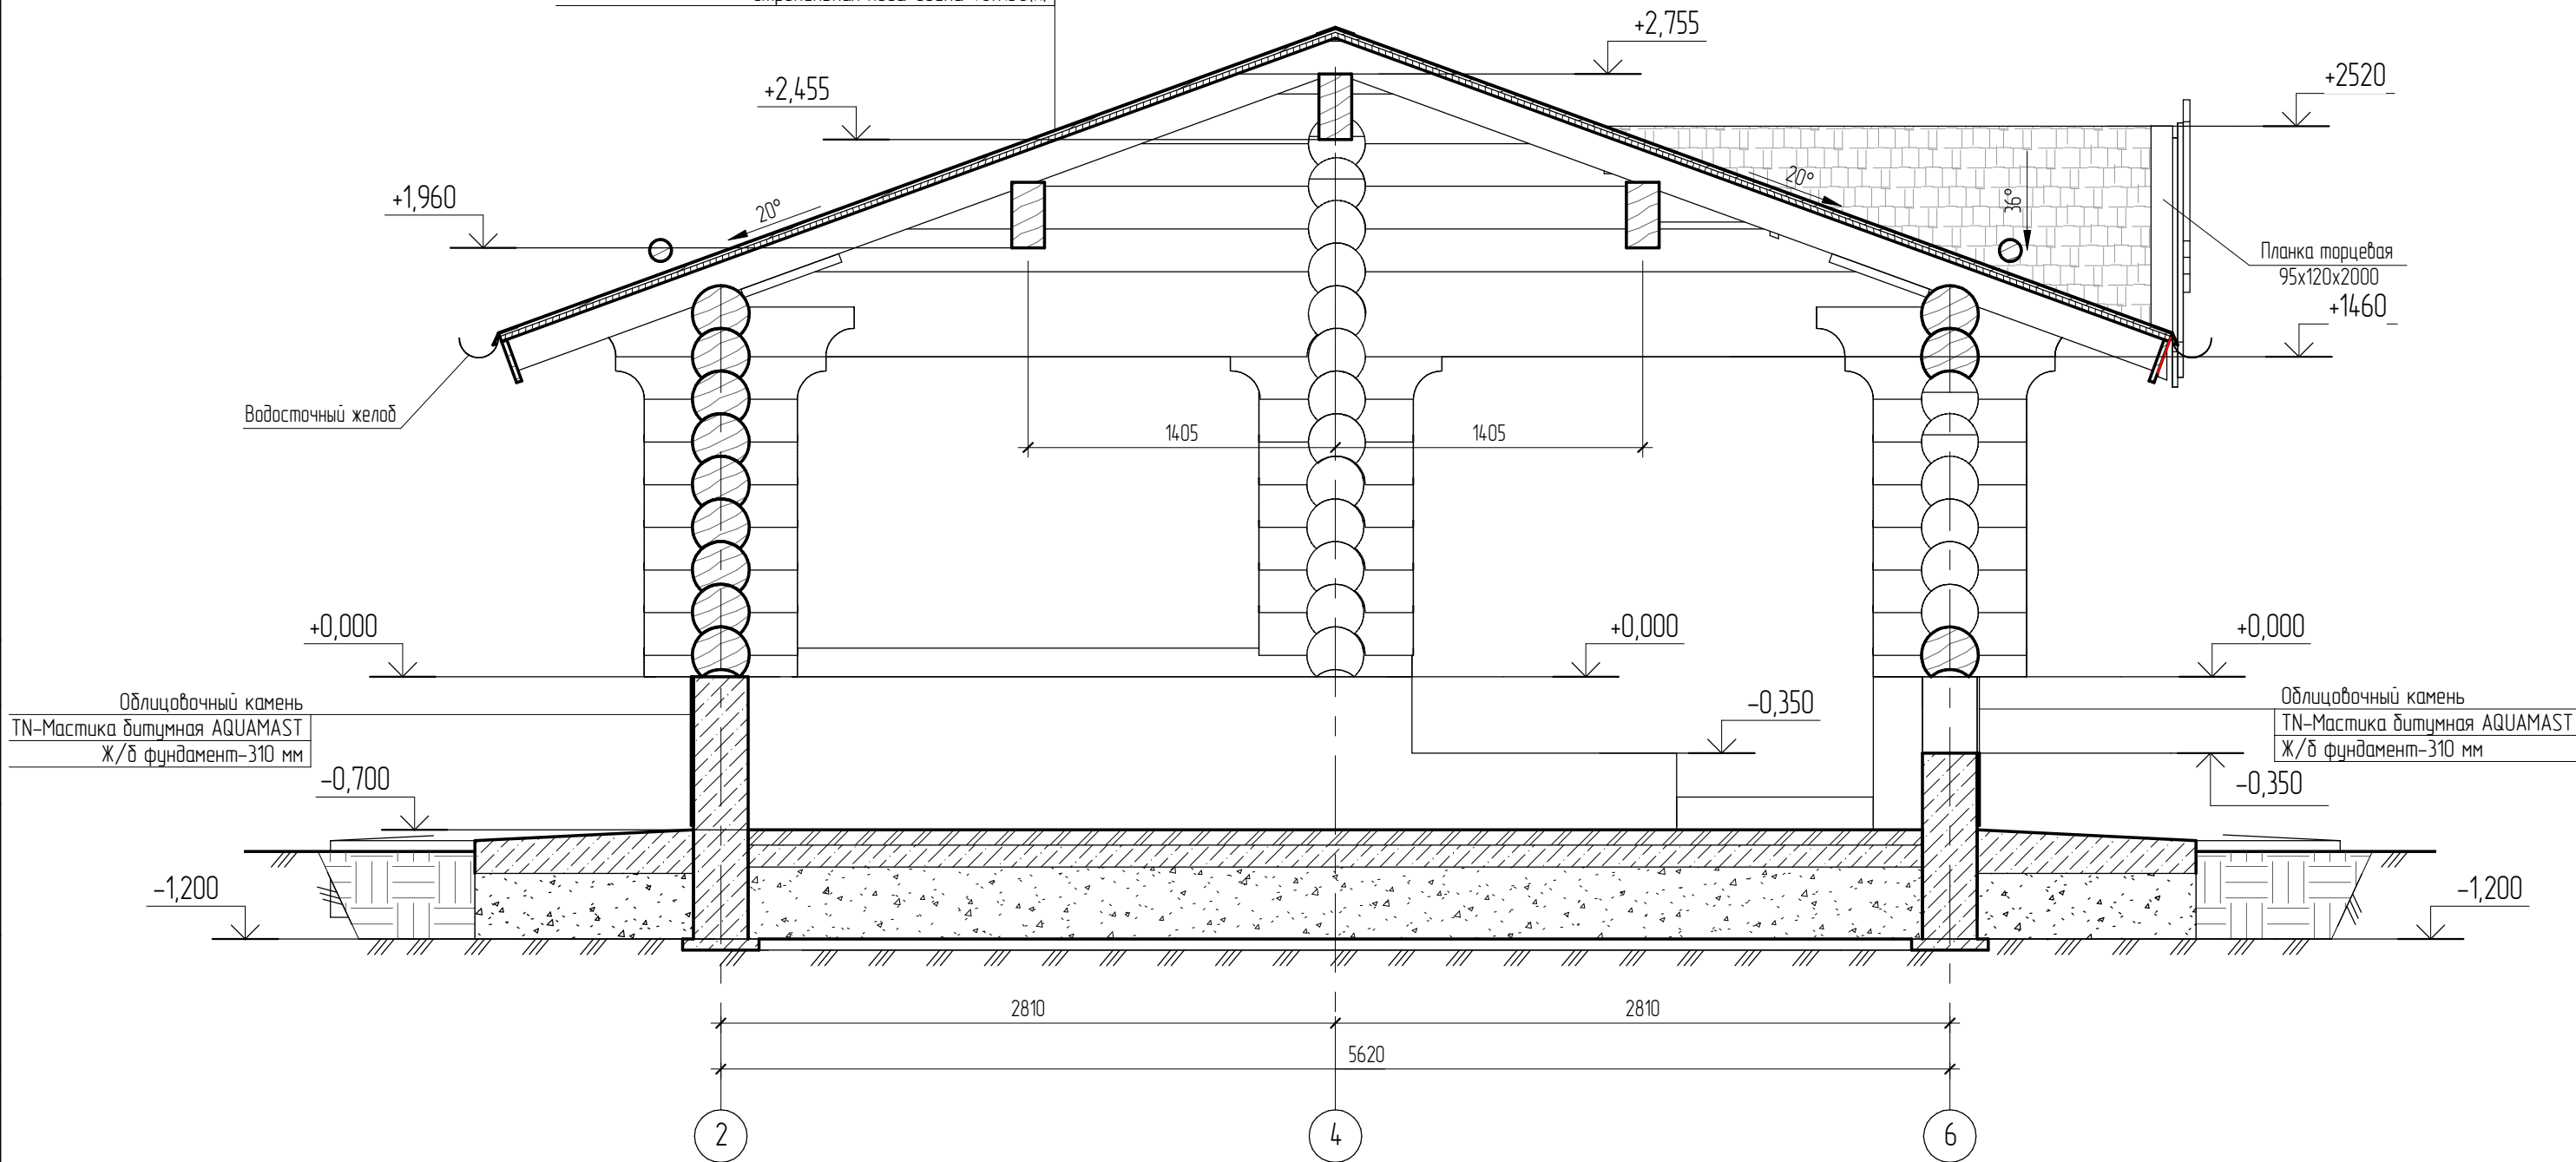 +2,755
+2520
+2,455
+1,960
20°
20°
36°
Планка торцевая
95х120х2000
+1460
Водосточный желоб
1405
1405
+0,000
+0,000
+0,000
Облицовочный камень
TN-Мастика битумная AQUAMAST
Ж/б фундамент-310 мм
-0,350
Облицовочный камень
TN-Мастика битумная AQUAMAST
Ж/б фундамент-310 мм
-0,700
-0,350
-1,200
-1,200
2810
2810
5620
2
4
6